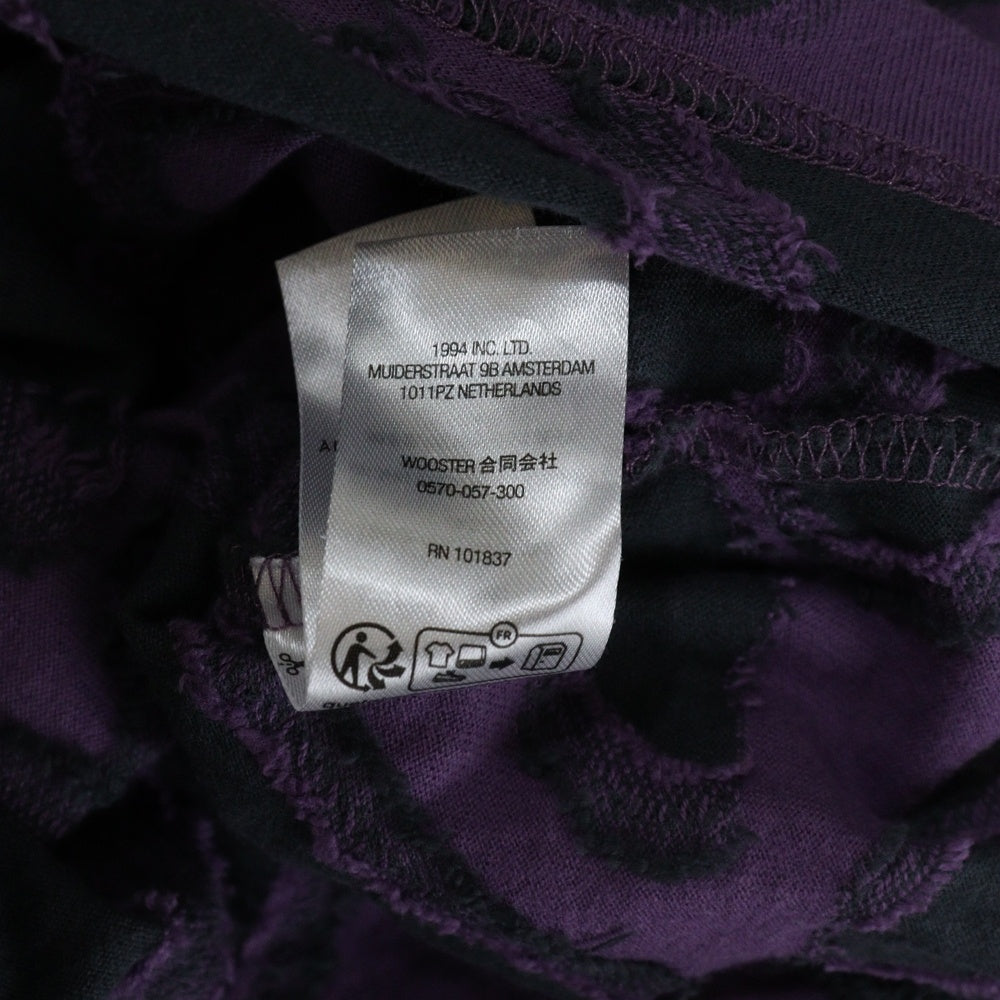 1994 INC. LTD.
MUIDERSTRAAT 9B AMSTERDAM
1011PZ NETHERLANDS
WOOSTER 合同会社
0570-057-300
RN 101837
FR